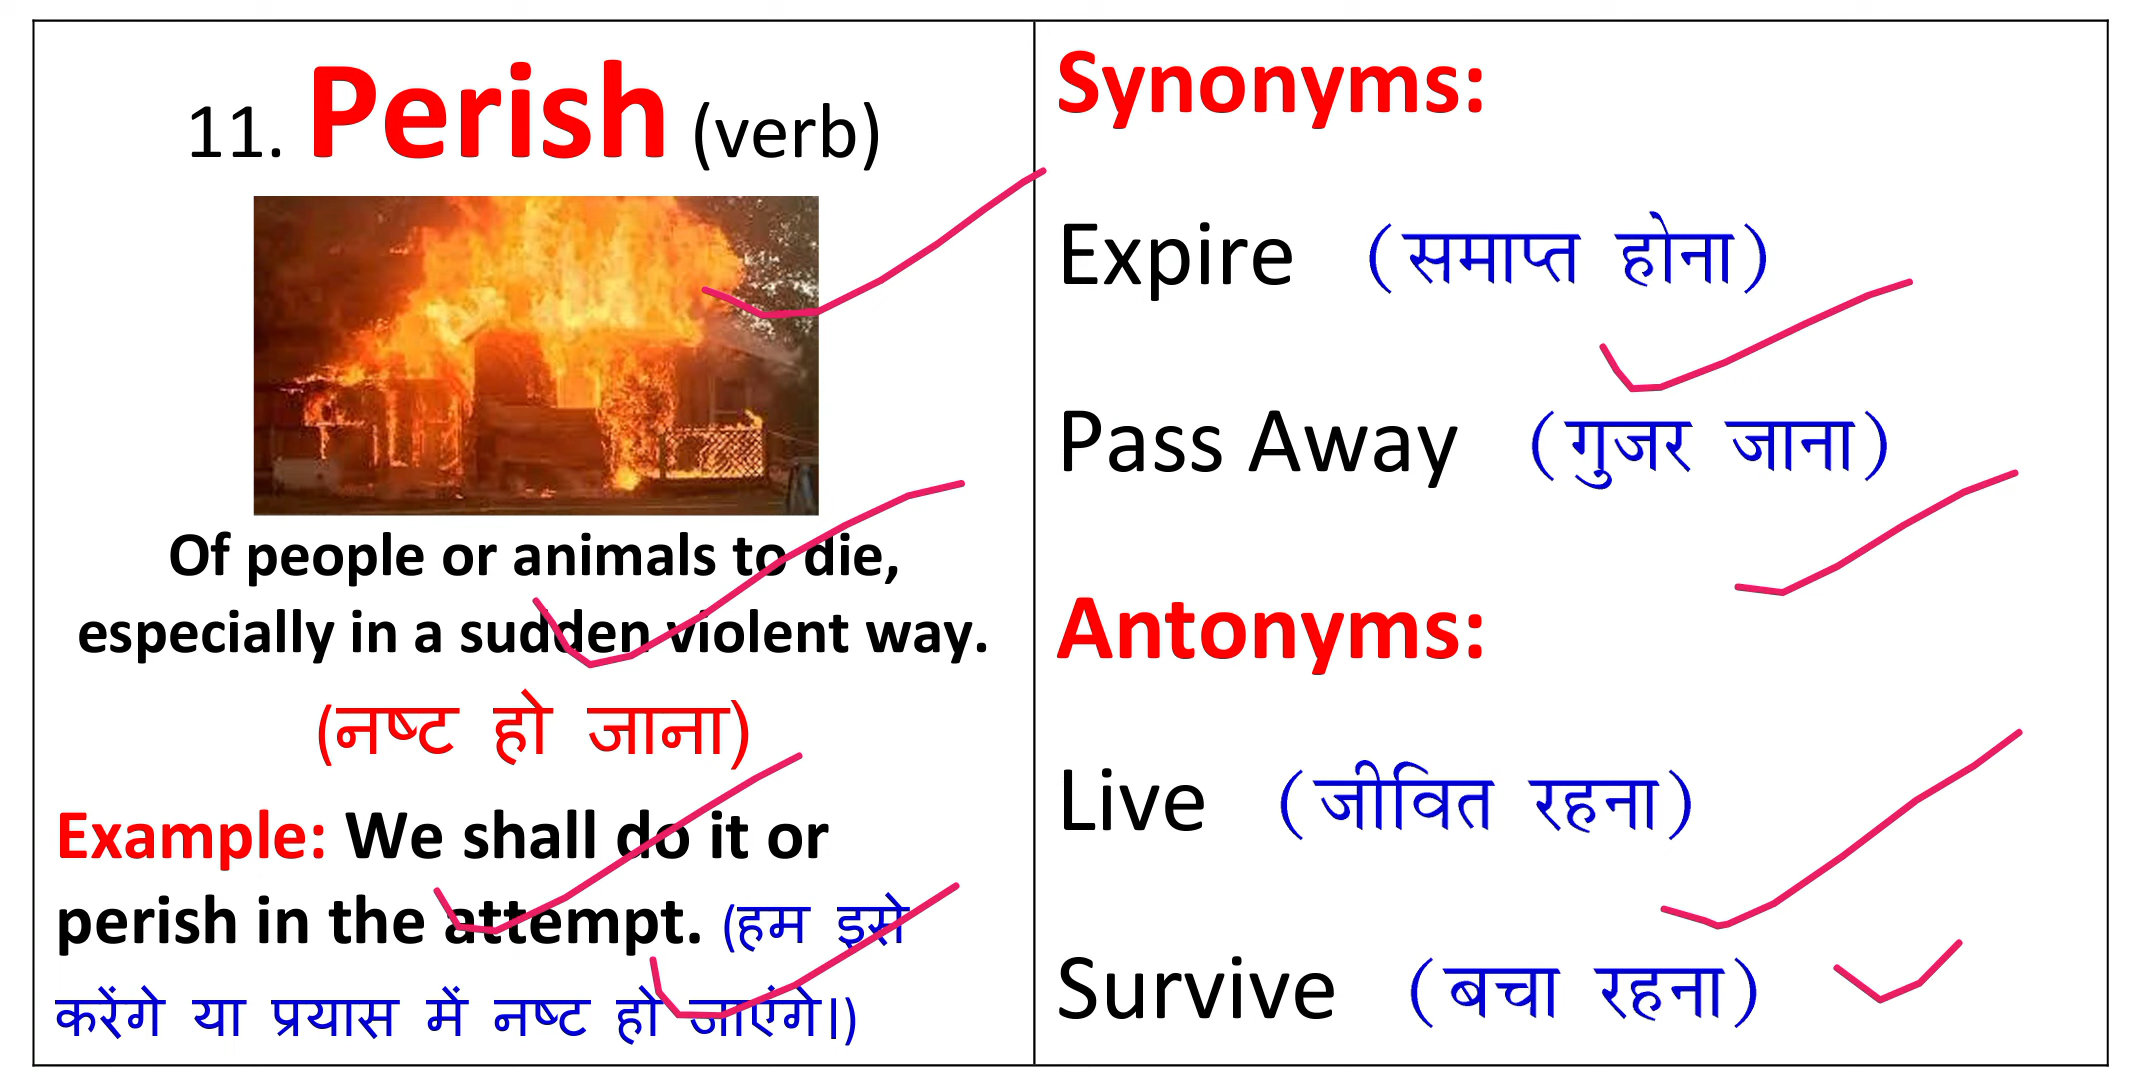 11. Perish (verb)
Of people or animals to die,
especially in a sudden violent way.
(नष्ट हो जाना)
Example: We shall do it or
perish in the attempt. (हम इसे
करेंगे या प्रयास में नष्ट हो जाएंगे।)
Synonyms:
Expire (समाप्त होना)
Pass Away (गुजर जाना)
Antonyms:
Live (जीवित रहना)
Survive (बचा रहना)